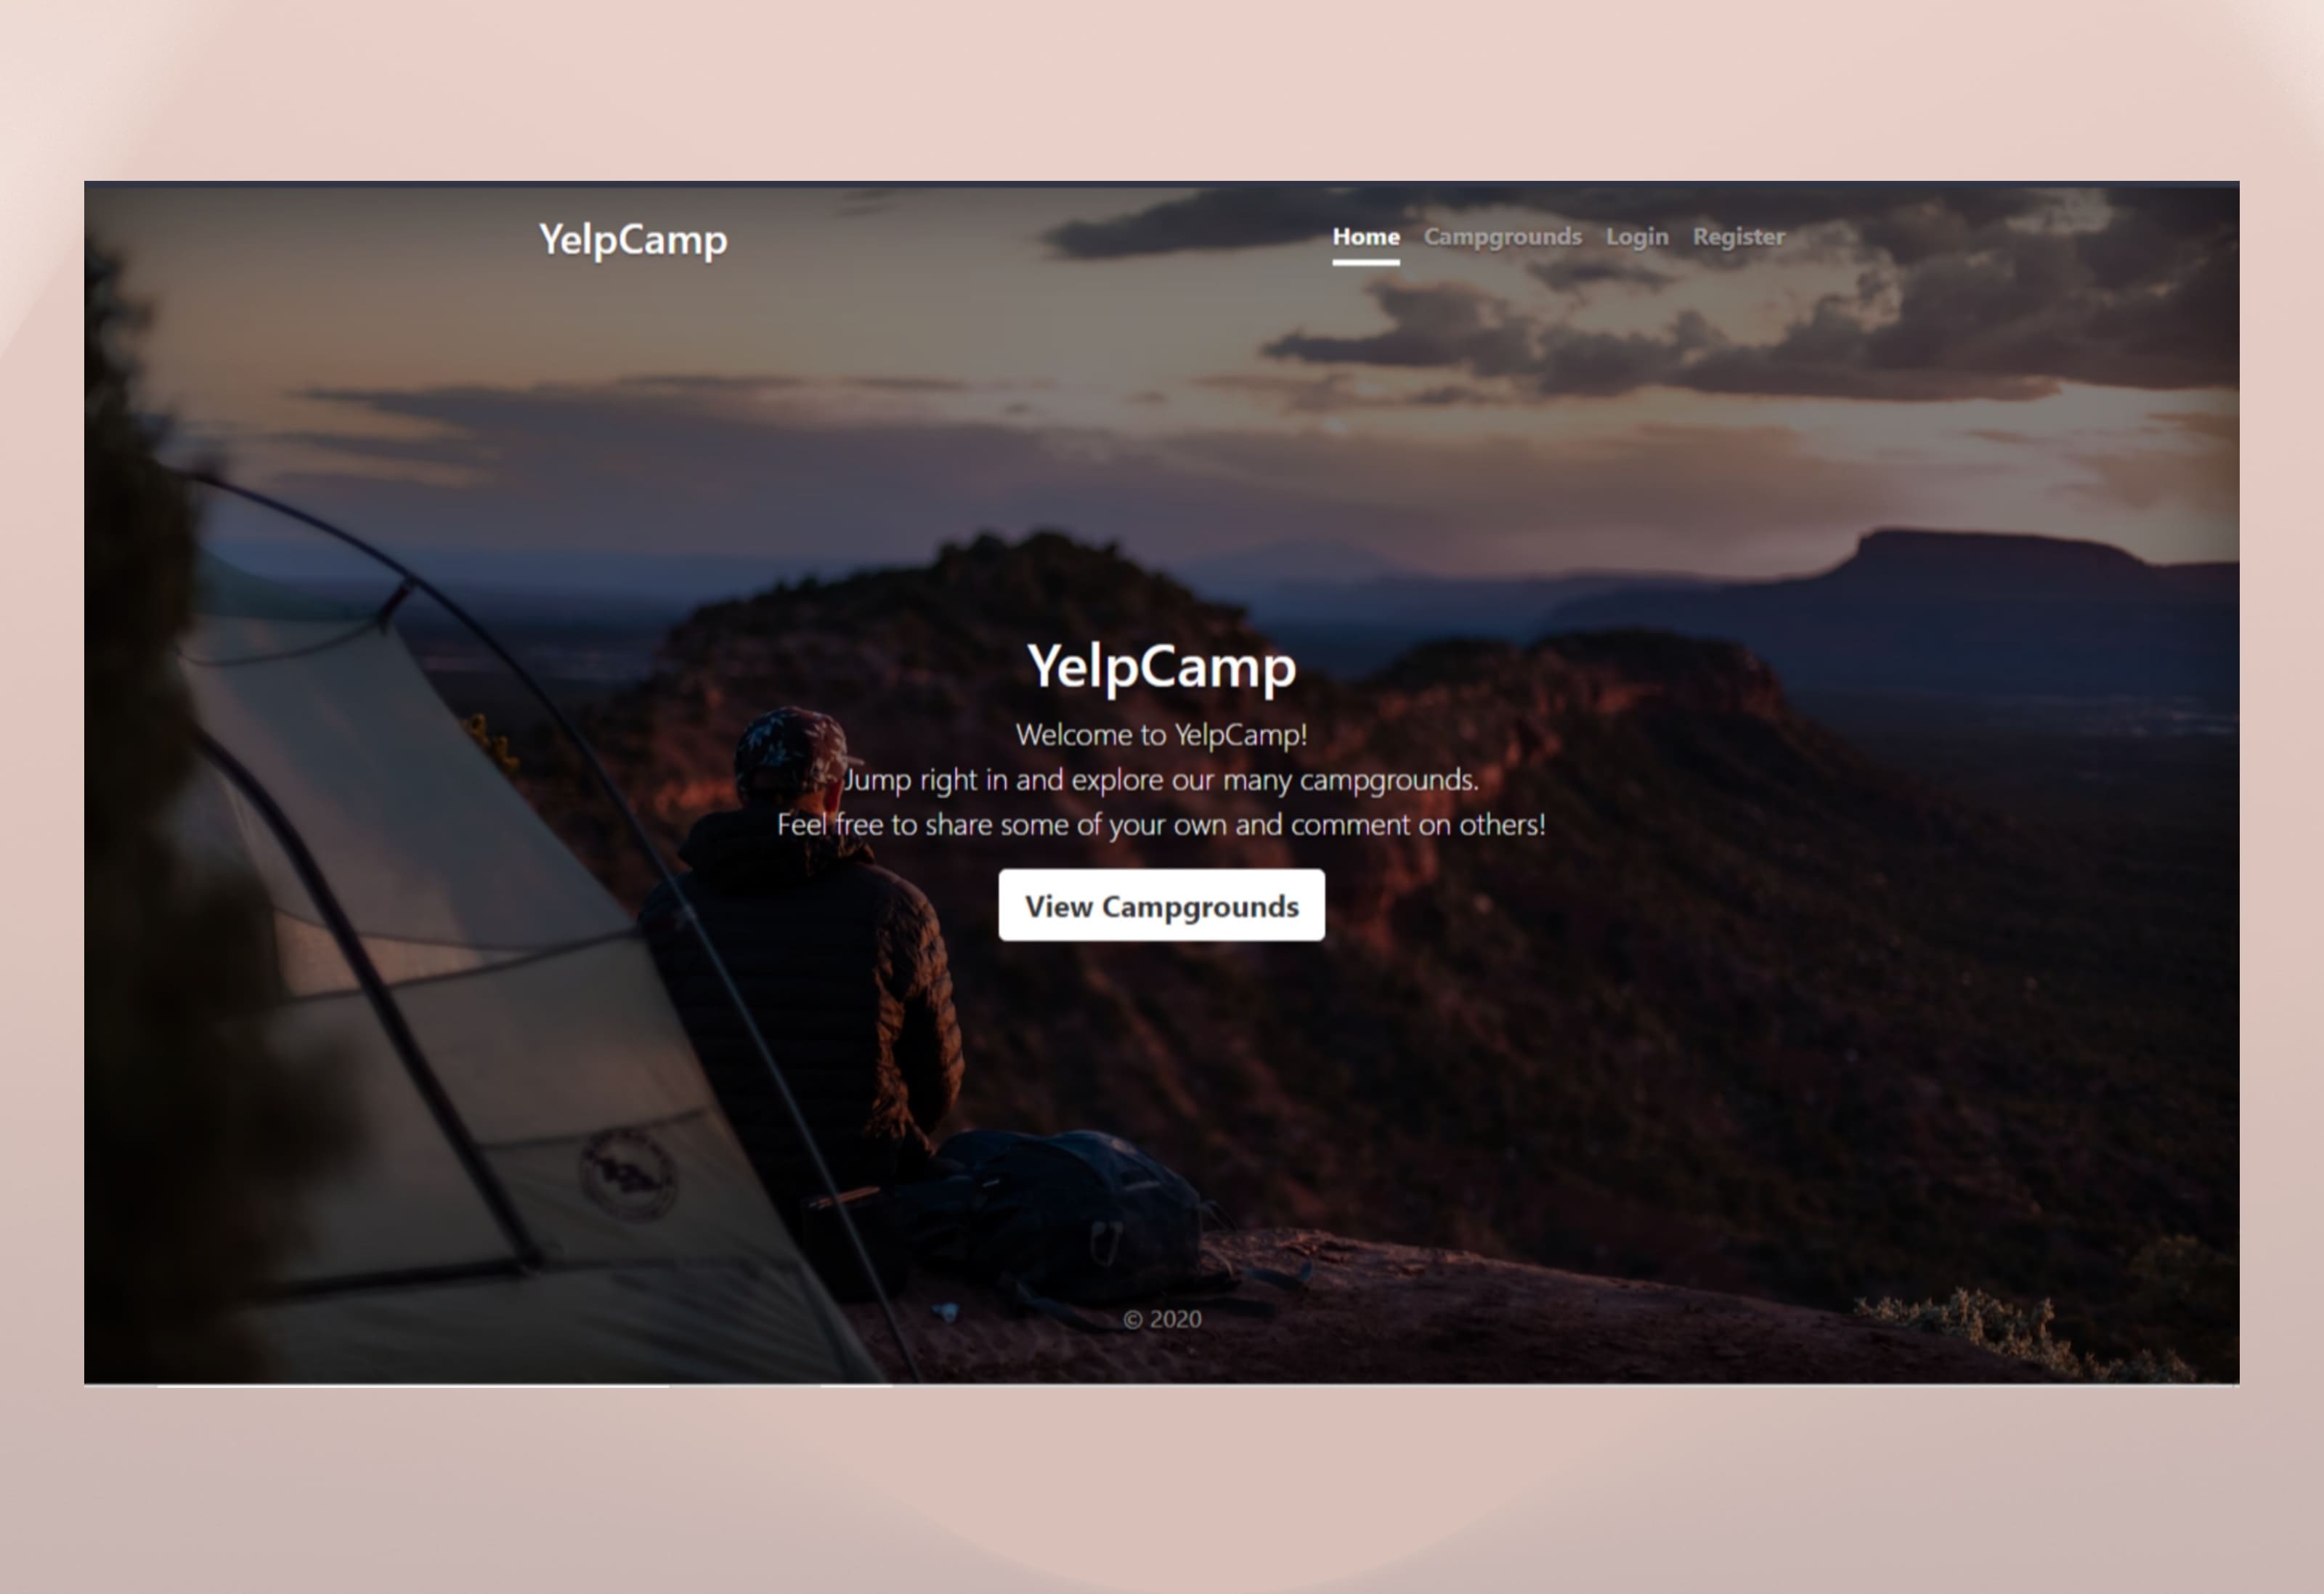 YelpCamp
Home Campgrounds Login Register
YelpCamp
Welcome to YelpCamp!
Jump right in and explore our many campgrounds.
Feel free to share some of your own and comment on others!
View Campgrounds
© 2020